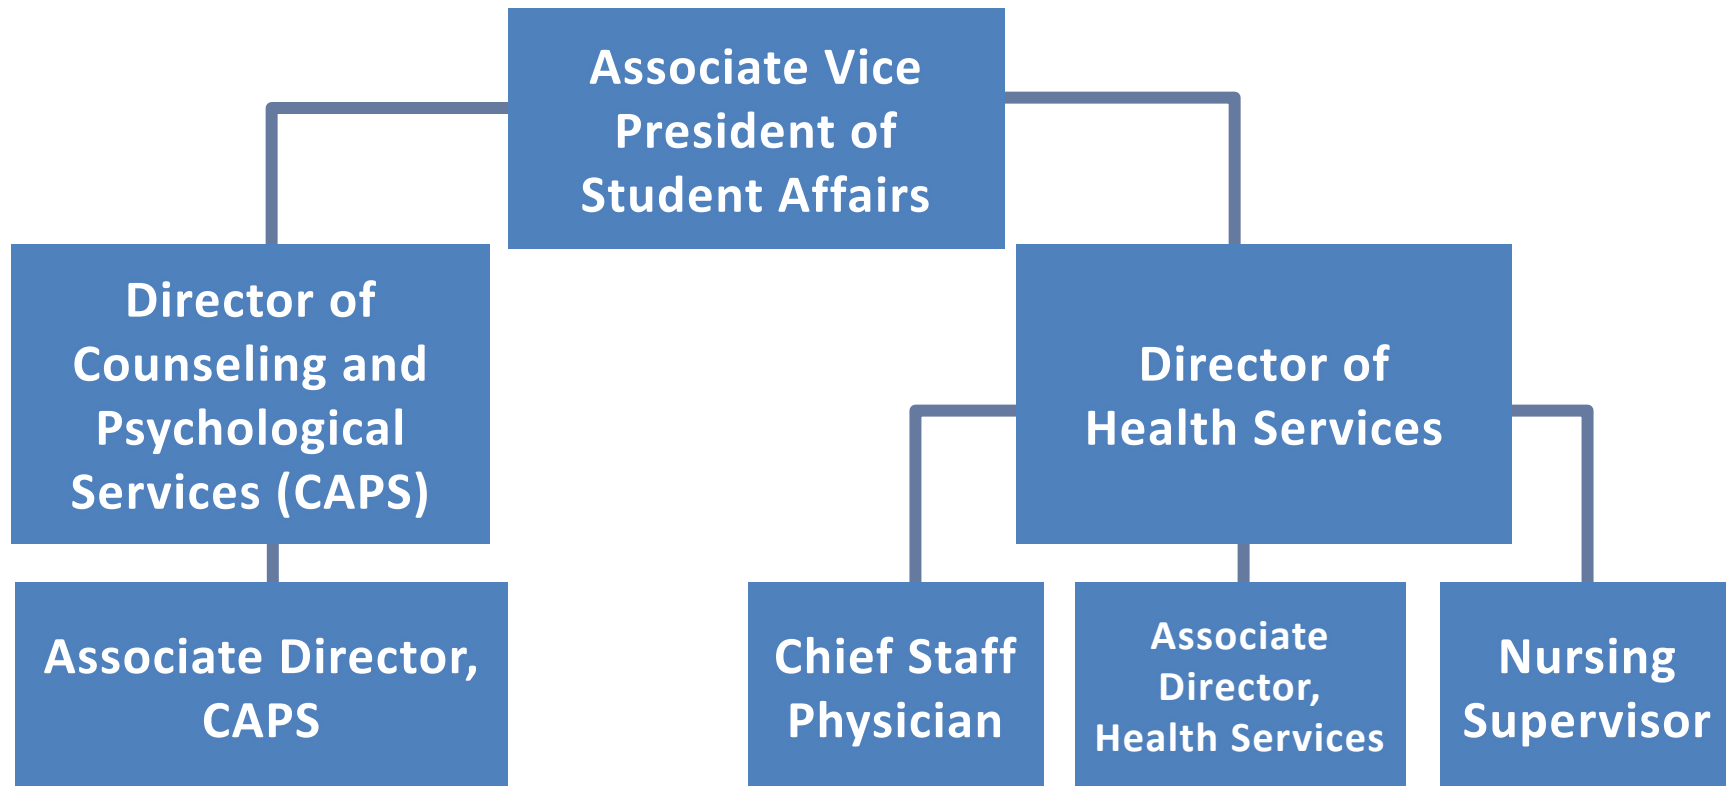 Associate Vice
President of
Student Affairs
Director of
Counseling and
Psychological
Services (CAPS)
Director of
Health Services
Associate Director,
CAPS
Chief Staff
Physician
Associate
Director,
Health Services
Nursing
Supervisor